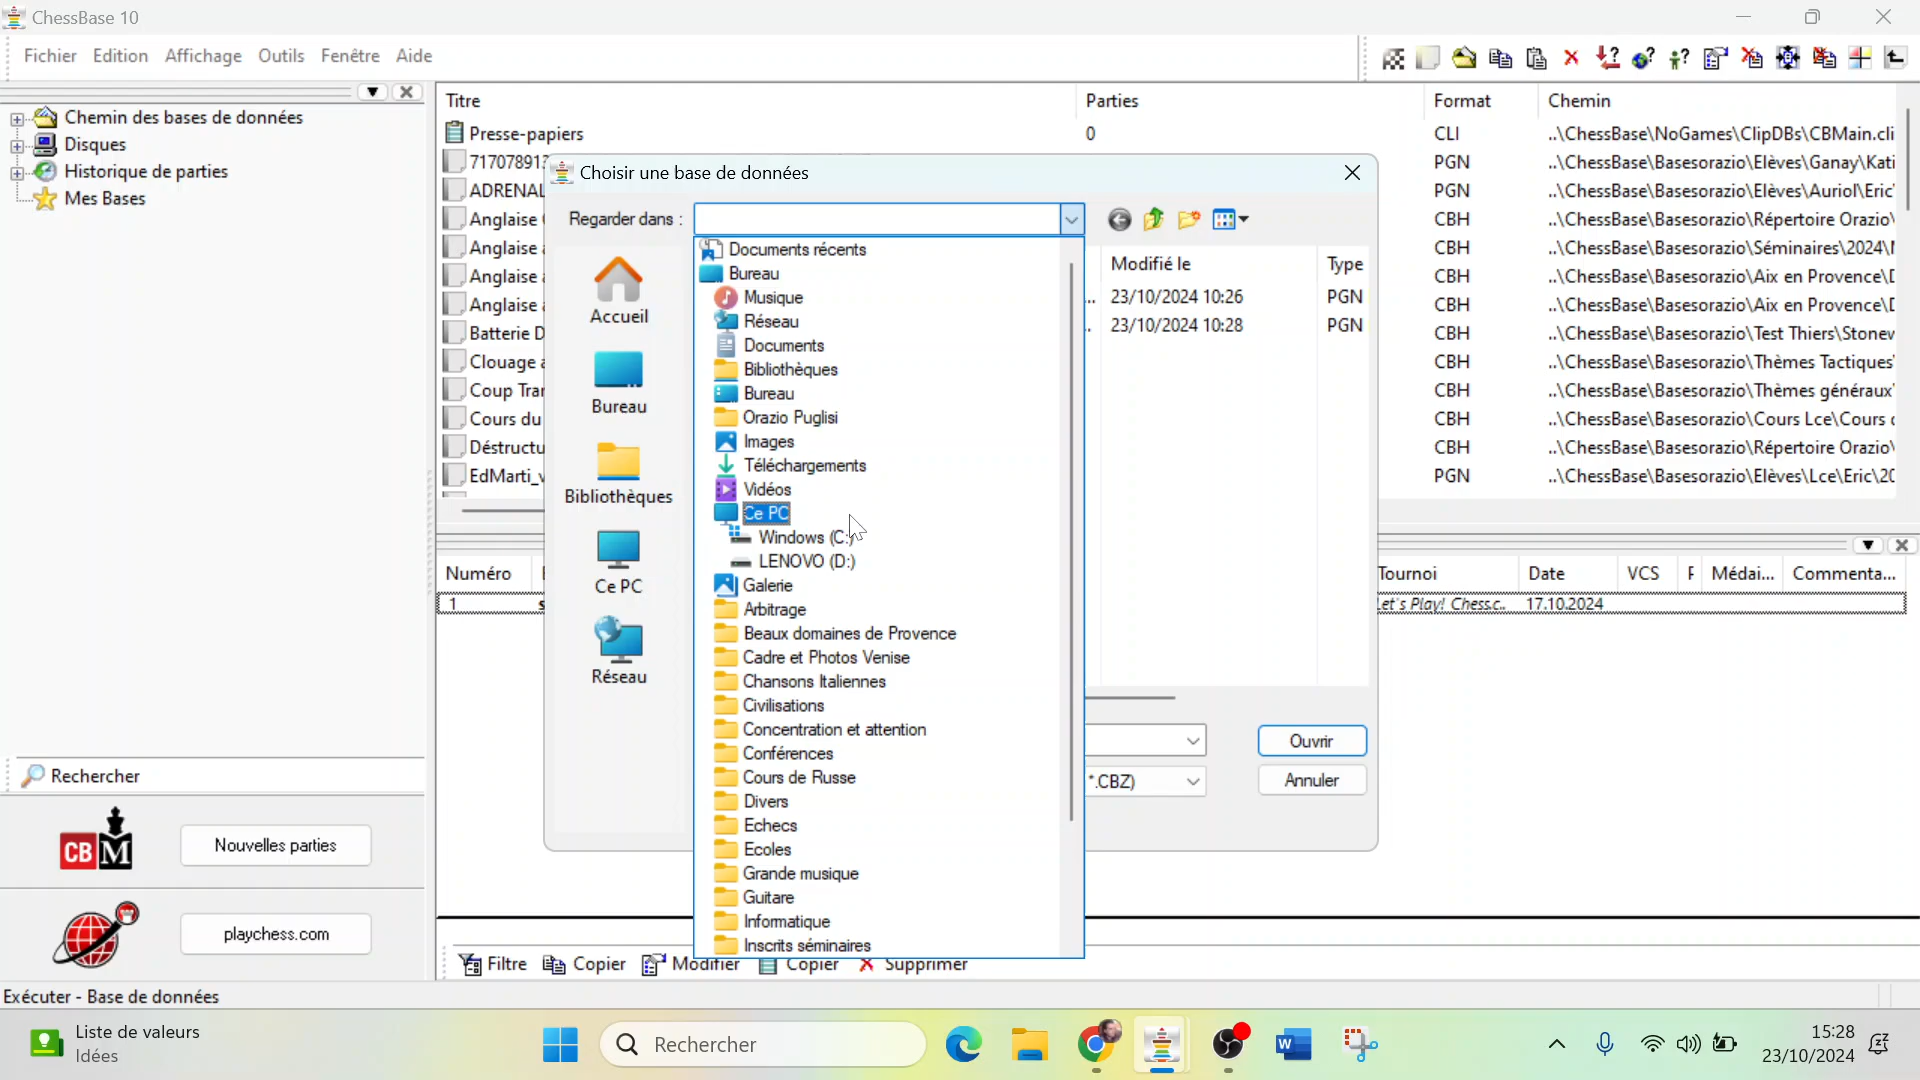 ChessBase 10
Fichier Edition Affichage Outils Fenêtre Aide
Chemin des bases de données
Disques
Historique de parties
Mes Bases
Titre Parties Format Chemin
Presse-papiers 0 CLI ..\ChessBase\NoGames\ClipDBs\CBMain.cli
PGN ..\ChessBase\Basesorazio\Elèves\Ganay\Kati
ADRENAL PGN ..\ChessBase\Basesorazio\Elèves\Auriol\Eric'
Anglaise CBH ..\ChessBase\Basesorazio\Répertoire Orazio\
Anglaise CBH ..\ChessBase\Basesorazio\Séminaires\2024\
Anglaise CBH ..\ChessBase\Basesorazio\Aix en Provence\
Anglaise CBH ..\ChessBase\Basesorazio\Aix en Provence\
Batterie D CBH ..\ChessBase\Basesorazio\Test Thiers\Stonew
Clouage CBH ..\ChessBase\Basesorazio\Thèmes Tactiques'
Coup Tra CBH ..\ChessBase\Basesorazio\Thèmes généraux'
Cours du CBH ..\ChessBase\Basesorazio\Cours Lce\Cours
Déstructu CBH ..\ChessBase\Basesorazio\Répertoire Orazio\
EdMarti_v PGN ..\ChessBase\Basesorazio\Elèves\Lce\Eric\20
Choisir une base de données
Regarder dans :
Accueil
Bureau
Bibliothèques
Ce PC
Réseau
Documents récents
Bureau
Musique
Réseau
Documents
Bibliothèques
Bureau
Orazio Puglisi
Images
Téléchargements
Vidéos
Ce PC
Windows (C:)
LENOVO (D:)
Galerie
Arbitrage
Beaux domaines de Provence
Cadre et Photos Venise
Chansons Italiennes
Civilisations
Concentration et attention
Conférences
Cours de Russe
Divers
Echecs
Ecoles
Grande musique
Guitare
Informatique
Inscrits séminaires
Modifié le Type
... 23/10/2024 10:26 PGN
23/10/2024 10:28 PGN
Ouvrir
*.CBZ) Annuler
Numéro Tournoi Date VCS Médai... Commenta...
1 Let's Play! Chess.c.. 17.10.2024
Rechercher
CBM Nouvelles parties
playchess.com
Filtre Copier Modifier Copier Supprimer
Exécuter - Base de données
Liste de valeurs
Idées
Rechercher
W
15:28
23/10/2024